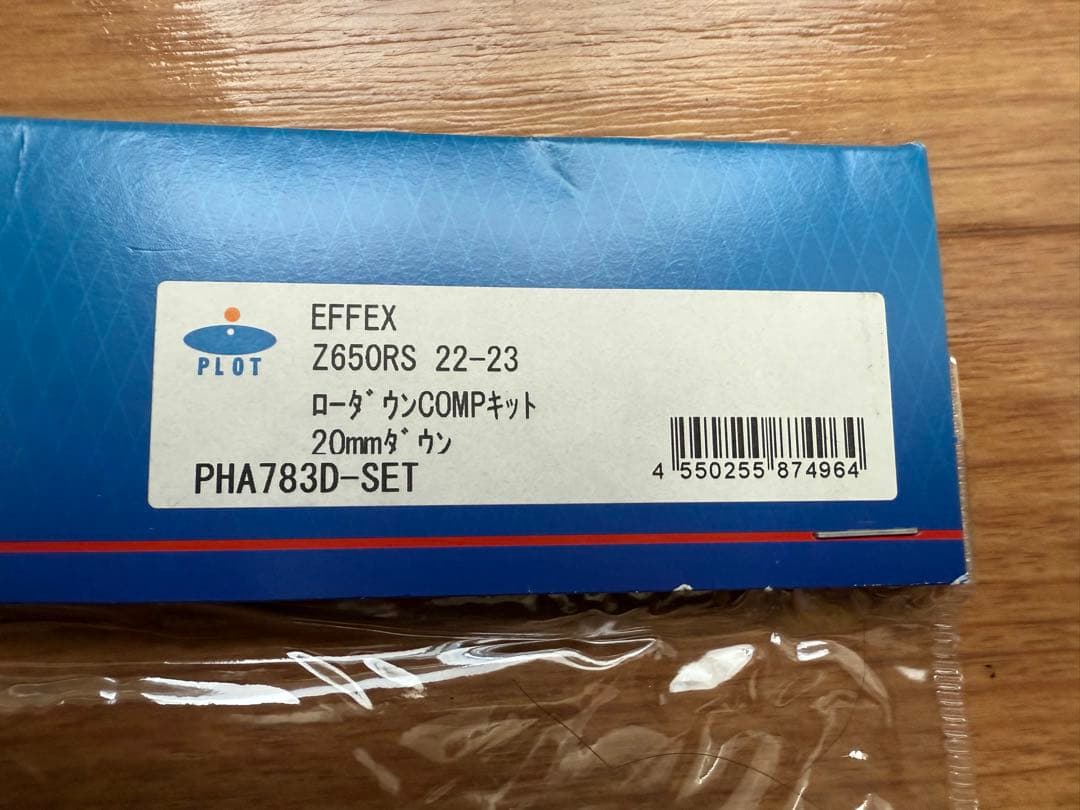 PLOT
EFFEX
Z650RS 22-23
ﾛｰﾀﾞｳﾝCOMPｷｯﾄ
20mmﾀﾞｳﾝ
PHA783D-SET
4 550255 874964